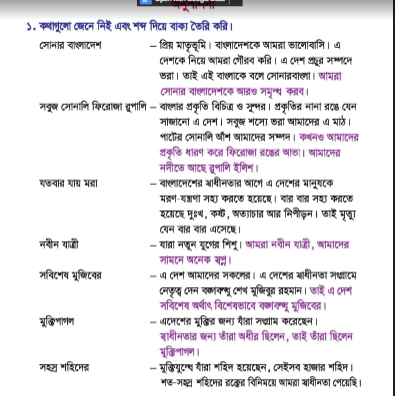 ১. কথাগুলো জেনে নিই এবং শব্দ দিয়ে বাক্য তৈরি করি।
সোনার বাংলাদেশ – প্রিয় মাতৃভূমি। বাংলাদেশকে আমরা ভালোবাসি। এ
দেশকে নিয়ে আমরা গৌরব করি। এ দেশ প্রচুর সম্পদে
ভরা। তাই এই বাংলাকে বলে সোনারবাংলা। আমরা
সোনার বাংলাদেশকে আরও সমৃদ্ধ করব।
সবুজ সোনালি ফিরোজা রুপালি – বাংলার প্রকৃতি বিচিত্র ও সুন্দর। প্রকৃতির নানা রঙে যেন
সাজানো এ দেশ। সবুজ শস্যে ভরা আমাদের এ মাঠ।
পাটের সোনালি আঁশ আমাদের সম্পদ। কখনও আমাদের
প্রকৃতি ধারণ করে ফিরোজা রঙের আভা। আমাদের
নদীতে আছে রুপালি ইলিশ।
যতবার যায় মরা – বাংলাদেশের স্বাধীনতার আগে এ দেশের মানুষকে
মরণ-যন্ত্রণা সহ্য করতে হয়েছে। বার বার সহ্য করতে
হয়েছে দুঃখ, কষ্ট, অত্যাচার আর নিপীড়ন। তাই মৃত্যু
যেন বার বার এসেছে।
নবীন যাত্রী – যারা নতুন যুগের শিশু। আমরা নবীন যাত্রী, আমাদের
সামনে অনেক স্বপ্ন।
সবিশেষ মুজিবের – এ দেশ আমাদের সকলের। এ দেশের স্বাধীনতা সংগ্রামে
নেতৃত্ব দেন বঙ্গবন্ধু শেখ মুজিবুর রহমান। তাই এ দেশ
সবিশেষ অর্থাৎ বিশেষভাবে বঙ্গবন্ধু মুজিবের।
মুক্তিপাগল – এদেশের মুক্তির জন্য যাঁরা সংগ্রাম করেছেন।
স্বাধীনতার জন্য তাঁরা অধীর ছিলেন, তাই তাঁরা ছিলেন
মুক্তিপাগল।
সহস্র শহিদের – মুক্তিযুদ্ধে যাঁরা শহিদ হয়েছেন, সেইসব হাজার শহিদ।
শত-সহস্র শহিদের রক্তের বিনিময়ে আমরা স্বাধীনতা পেয়েছি।